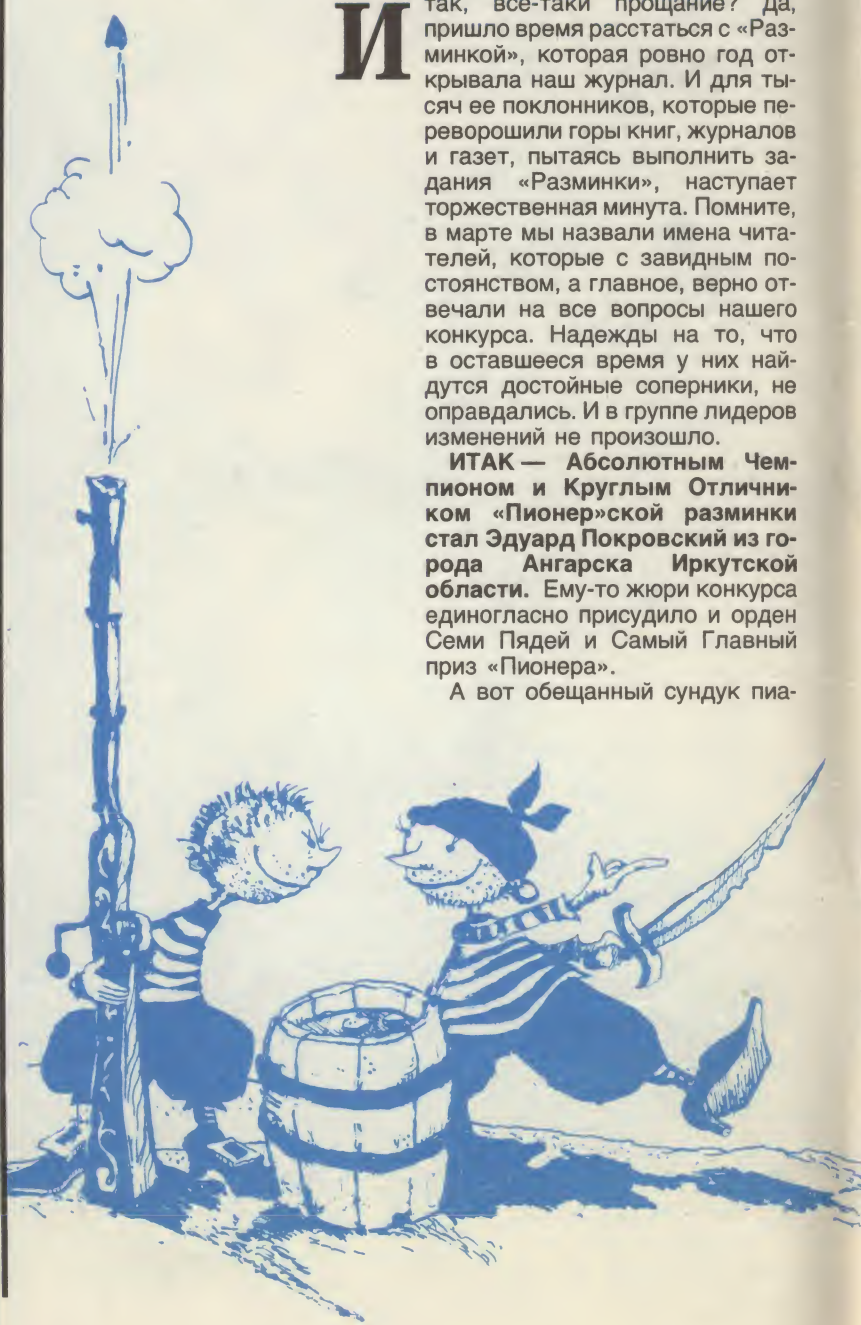 Итак, все-таки прощание? Да,
пришло время расстаться с «Раз-
минкой», которая ровно год от-
крывала наш журнал. И для ты-
сяч ее поклонников, которые пе-
реворошили горы книг, журналов
и газет, пытаясь выполнить за-
дания «Разминки», наступает
торжественная минута. Помните,
в марте мы назвали имена чита-
телей, которые с завидным по-
стоянством, а главное, верно от-
вечали на все вопросы нашего
конкурса. Надежды на то, что
в оставшееся время у них най-
дутся достойные соперники, не
оправдались. И в группе лидеров
изменений не произошло.
ИТАК — Абсолютным Чем-
пионом и Круглым Отлични-
ком «Пионер»ской разминки
стал Эдуард Покровский из го-
рода Ангарска Иркутской
области. Ему-то жюри конкурса
единогласно присудило и орден
Семи Пядей и Самый Главный
приз «Пионера».
А вот обещанный сундук пиа-